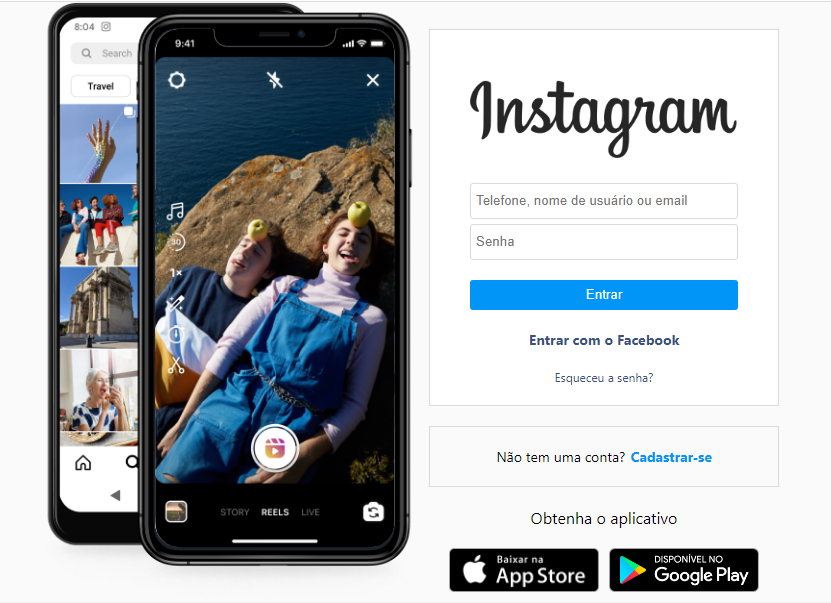 8:04
Search
Travel
9:41
30
1×
STORY REELS LIVE
Instagram
Telefone, nome de usuário ou email
Senha
Entrar
Entrar com o Facebook
Esqueceu a senha?
Não tem uma conta? Cadastrar-se
Obtenha o aplicativo
Baixar na
App Store
DISPONÍVEL NO
Google Play